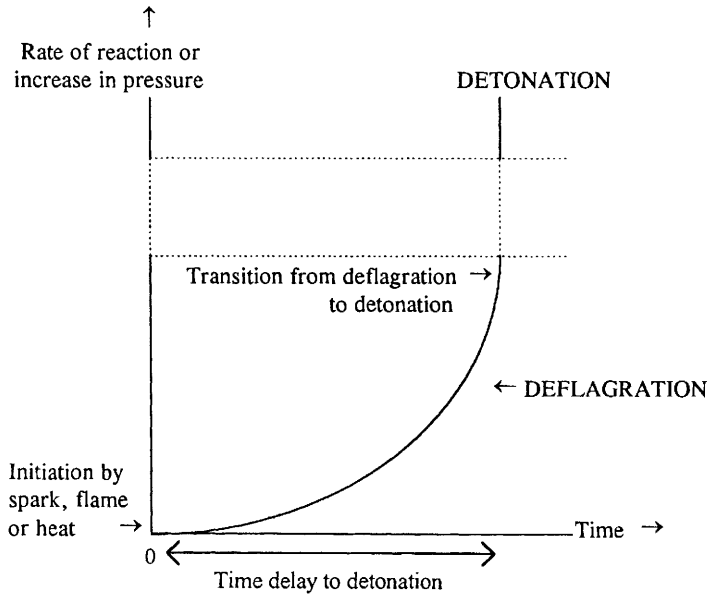 ↑
Rate of reaction or
increase in pressure
DETONATION
Transition from deflagration →
to detonation
← DEFLAGRATION
Initiation by
spark, flame
or heat →
Time →
0
Time delay to detonation